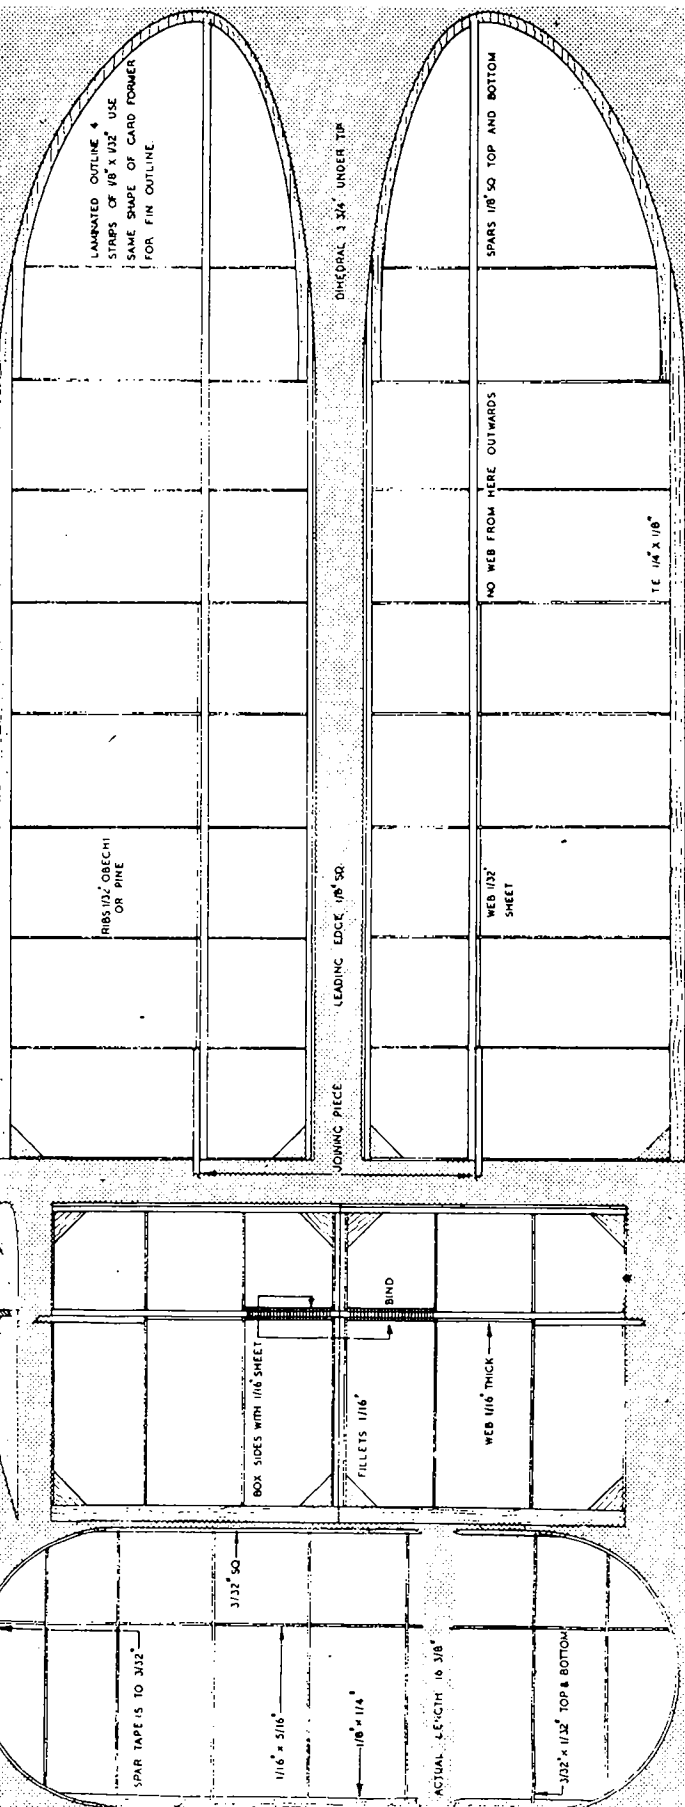 LAMINATED OUTLINE 4
STRIPS OF 1/8" X 1/32" USE
SAME SHAPE OF CARD FORMER
FOR FIN OUTLINE.
DIHEDRAL 3 3/4" UNDER TIP
SPARS 1/8" SQ TOP AND BOTTOM
NO WEB FROM HERE OUTWARDS
T E 1/4" X 1/8"
RIBS 1/32" OBECHI
OR PINE
LEADING EDGE 1/8" SQ.
WEB 1/32"
SHEET
JOINING PIECE
BOX SIDES WITH 1/16" SHEET
BIND
FILLETS 1/16"
WEB 1/16" THICK
SPAR TAPERS TO 3/32"
3/32" SQ
1/16" x 5/16"
1/8" x 1/4"
ACTUAL LENGTH 16 3/8"
3/32" x 1/32" TOP & BOTTOM